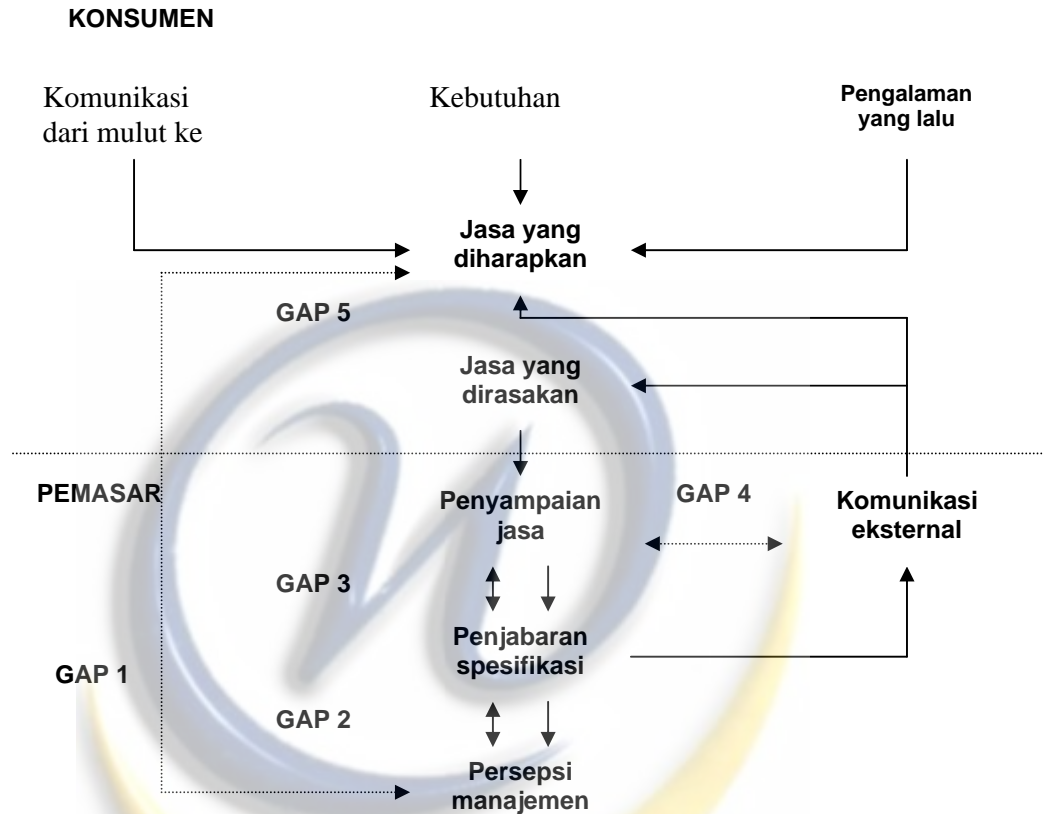 KONSUMEN
Komunikasi
dari mulut ke
Kebutuhan
Pengalaman
yang lalu
Jasa yang
diharapkan
GAP 5
Jasa yang
dirasakan
PEMASAR
Penyampaian
jasa
GAP 4
Komunikasi
eksternal
GAP 3
Penjabaran
spesifikasi
GAP 1
GAP 2
Persepsi
manajemen